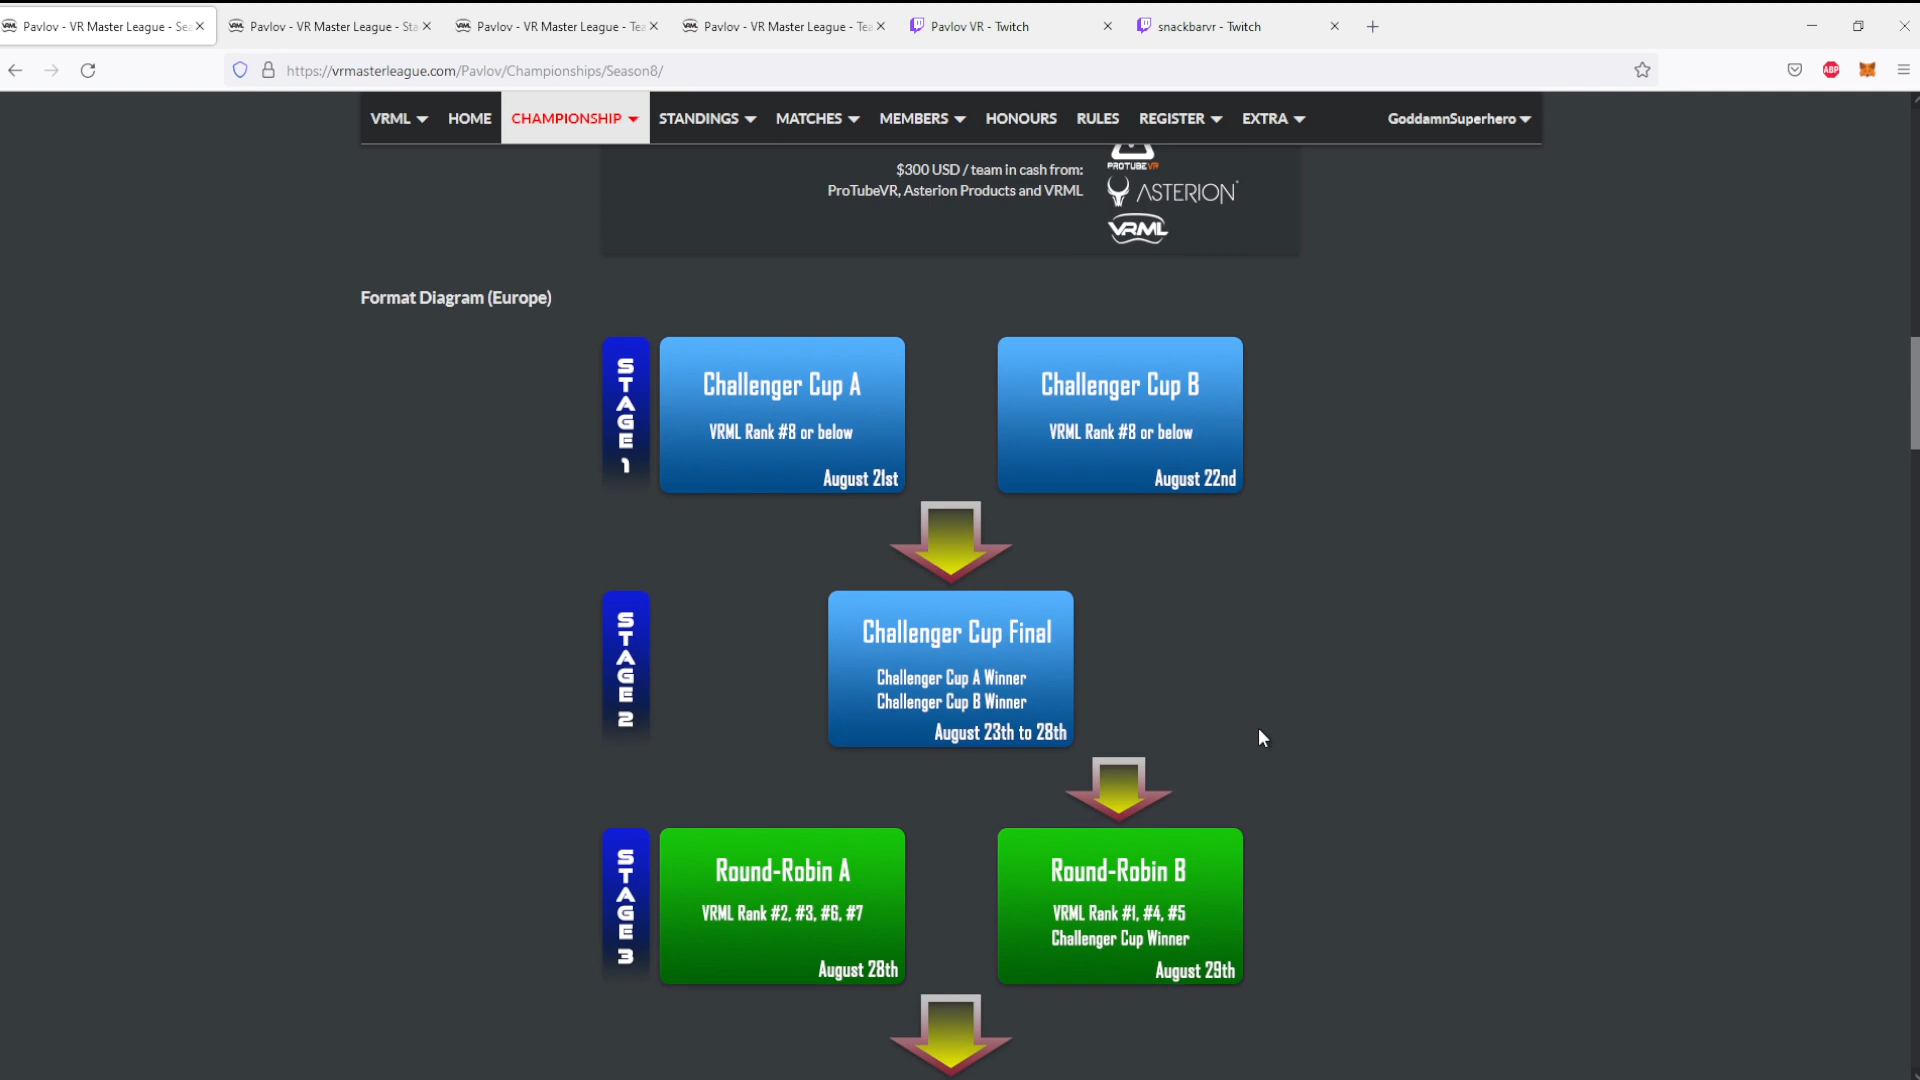 Pavlov - VR Master League - Sea
Pavlov - VR Master League - Sta
Pavlov - VR Master League - Tea
Pavlov - VR Master League - Tea
Pavlov VR - Twitch
snackbarvr - Twitch
https://vrmasterleague.com/Pavlov/Championships/Season8/
ABP
VRML HOME CHAMPIONSHIP STANDINGS MATCHES MEMBERS HONOURS RULES REGISTER EXTRA GoddamnSuperhero
PROTUBEVR
$300 USD / team in cash from:
ProTubeVR, Asterion Products and VRML
ASTERION
VRML
Format Diagram (Europe)
STAGE 1
Challenger Cup A
VRML Rank #8 or below
August 21st
Challenger Cup B
VRML Rank #8 or below
August 22nd
STAGE 2
Challenger Cup Final
Challenger Cup A Winner
Challenger Cup B Winner
August 23th to 28th
STAGE 3
Round-Robin A
VRML Rank #2, #3, #6, #7
August 28th
Round-Robin B
VRML Rank #1, #4, #5
Challenger Cup Winner
August 29th